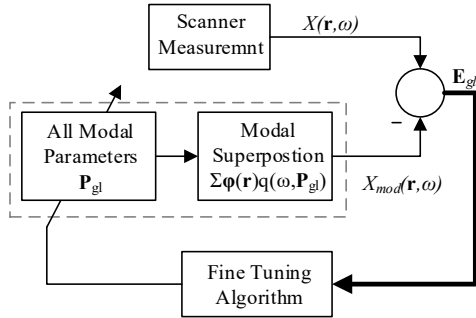 Scanner
Measuremnt
X(r,ω)
E_gl
All Modal
Parameters
P_gl
Modal
Superpostion
Σφ(r)q(ω,P_gl)
−
X_mod(r,ω)
Fine Tuning
Algorithm